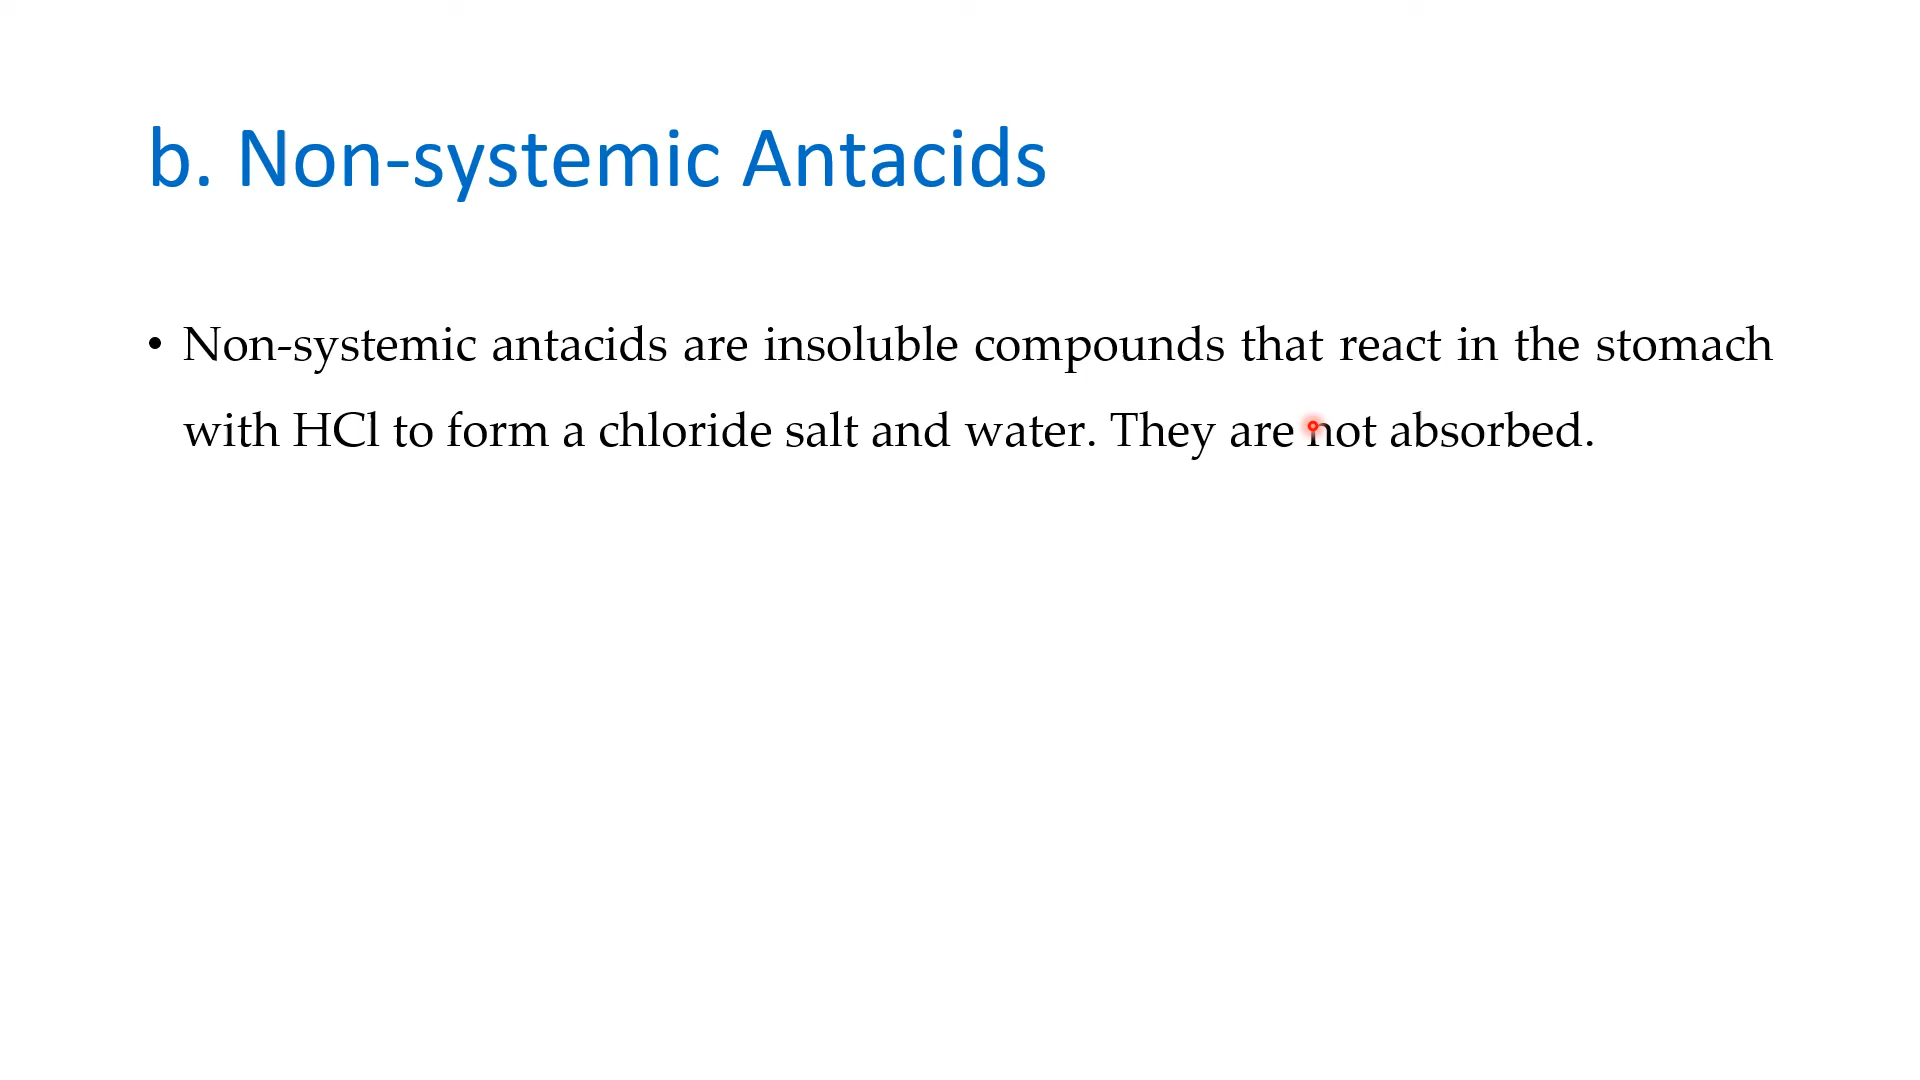 b. Non-systemic Antacids
• Non-systemic antacids are insoluble compounds that react in the stomach
with HCl to form a chloride salt and water. They are not absorbed.